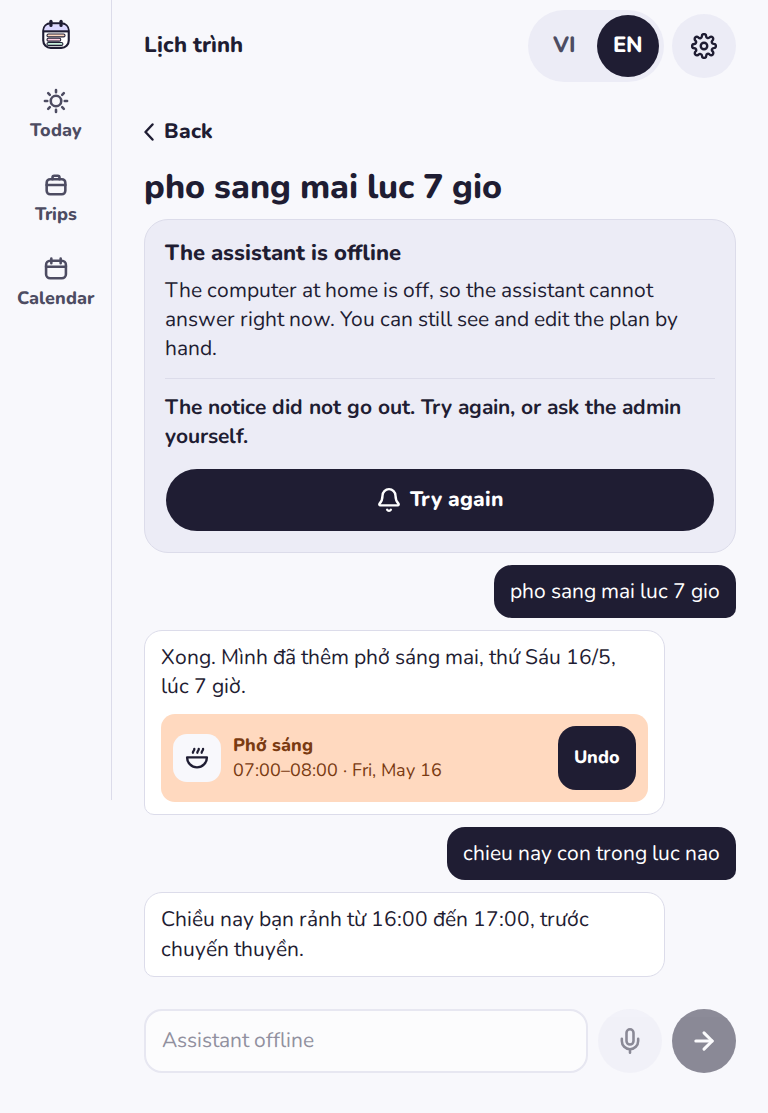 Lịch trình
VI
EN
Today
Trips
Calendar
Back
pho sang mai luc 7 gio
The assistant is offline
The computer at home is off, so the assistant cannot
answer right now. You can still see and edit the plan by
hand.
The notice did not go out. Try again, or ask the admin
yourself.
Try again
pho sang mai luc 7 gio
Xong. Mình đã thêm phở sáng mai, thứ Sáu 16/5,
lúc 7 giờ.
Phở sáng
07:00–08:00 · Fri, May 16
Undo
chieu nay con trong luc nao
Chiều nay bạn rảnh từ 16:00 đến 17:00, trước
chuyến thuyền.
Assistant offline